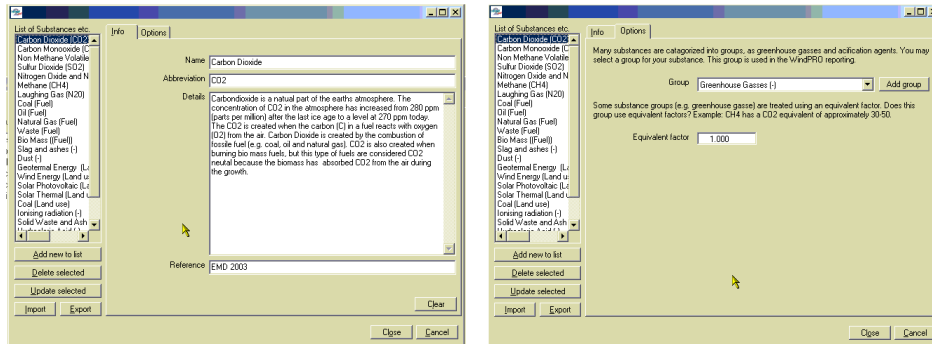 List of Substances etc.
Carbon Dioxide (CO2)
Carbon Monooxide (C
Non Methane Volatile
Sulfur Dioxide (SO2)
Nitrogen Oxide and N
Methane (CH4)
Laughing Gas (N20)
Coal (Fuel)
Oil (Fuel)
Natural Gas (Fuel)
Waste (Fuel)
Bio Mass ((Fuel))
Slag and ashes (-)
Dust (-)
Geotermal Energy (La
Wind Energy (Land us
Solar Photovoltaic (La
Solar Thermal (Land u
Coal (Land use)
Ionising radiation (-)
Solid Waste and Ash
Add new to list
Delete selected
Update selected
Import Export
Info Options
Name Carbon Dioxide
Abbreviation CO2
Details Carbondioxide is a natual part of the earths atmosphere. The
concentration of CO2 in the atmosphere has increased from 280 ppm
(parts per million) after the last ice age to a level at 270 ppm today.
The CO2 is created when the carbon (C) in a fuel reacts with oxygen
(O2) from the air. Carbon Dioxide is created by the combustion of
fossile fuel (e.g. coal, oil and natural gas). CO2 is also created when
burning bio mass fuels, but this type of fuels are considered CO2
neutal because the biomass has absorbed CO2 from the air during
the growth.
Reference EMD 2003
Clear
Close Cancel
List of Substances etc.
Carbon Dioxide (CO2)
Carbon Monooxide (C
Non Methane Volatile
Sulfur Dioxide (SO2)
Nitrogen Oxide and N
Methane (CH4)
Laughing Gas (N20)
Coal (Fuel)
Oil (Fuel)
Natural Gas (Fuel)
Waste (Fuel)
Bio Mass ((Fuel))
Slag and ashes (-)
Dust (-)
Geotermal Energy (La
Wind Energy (Land us
Solar Photovoltaic (La
Solar Thermal (Land u
Coal (Land use)
Ionising radiation (-)
Solid Waste and Ash
Add new to list
Delete selected
Update selected
Import Export
Info Options
Many substances are catagorized into groups, as greenhouse gasses and acification agents. You may
select a group for your substance. This group is used in the WindPRO reporting.
Group Greenhouse Gasses (-) Add group
Some substance groups (e.g. greenhouse gasse) are treated using an equivalent factor. Does this
group use equivalent factors? Example: CH4 has a CO2 equivalent of approximately 30-50.
Equivalent factor 1.000
Close Cancel